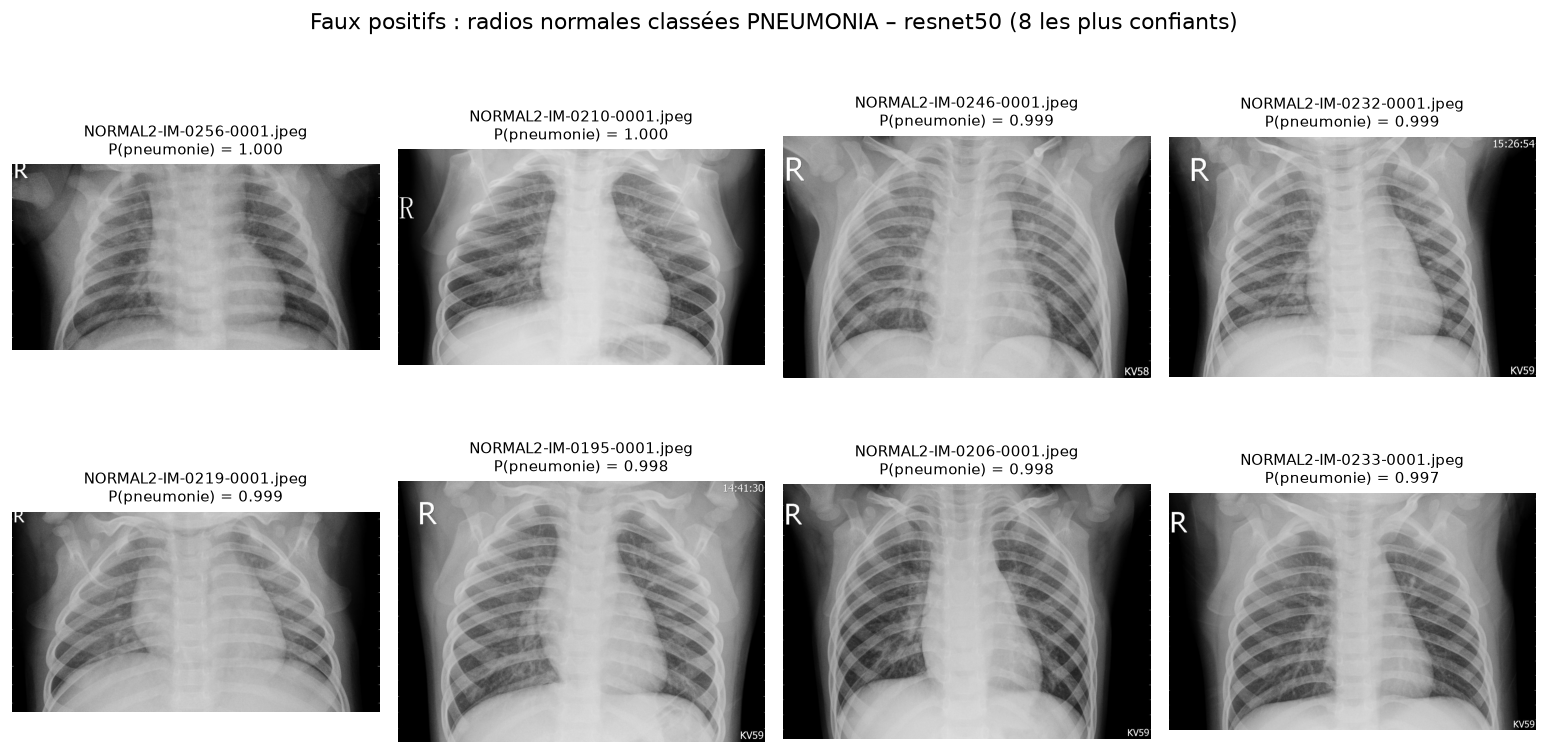 Faux positifs : radios normales classées PNEUMONIA – resnet50 (8 les plus confiants)
NORMAL2-IM-0256-0001.jpeg
P(pneumonie) = 1.000
R
NORMAL2-IM-0210-0001.jpeg
P(pneumonie) = 1.000
R
NORMAL2-IM-0246-0001.jpeg
P(pneumonie) = 0.999
R
KV58
NORMAL2-IM-0232-0001.jpeg
P(pneumonie) = 0.999
15:26:54
R
KV59
NORMAL2-IM-0219-0001.jpeg
P(pneumonie) = 0.999
R
NORMAL2-IM-0195-0001.jpeg
P(pneumonie) = 0.998
14:41:30
R
KV59
NORMAL2-IM-0206-0001.jpeg
P(pneumonie) = 0.998
R
KV59
NORMAL2-IM-0233-0001.jpeg
P(pneumonie) = 0.997
R
KV59